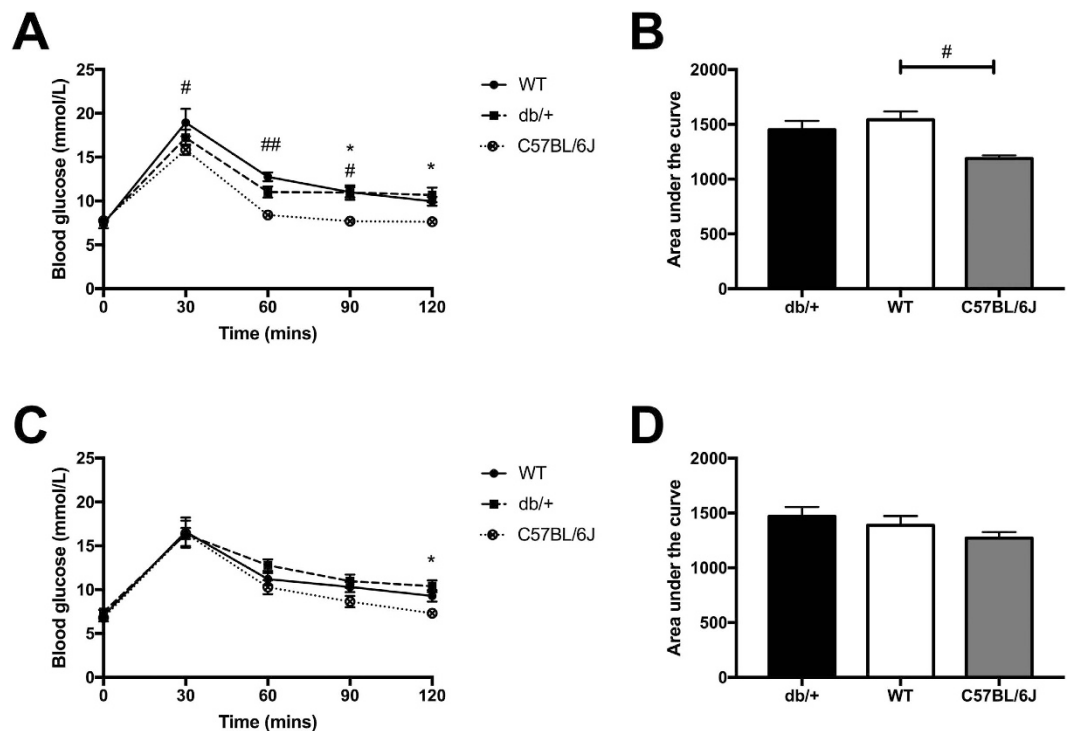 A
Blood glucose (mmol/L)
25
20
15
10
5
0
#
##
*
#
*
0 30 60 90 120
Time (mins)
WT
db/+
C57BL/6J
B
Area under the curve
2000
1500
1000
500
0
#
db/+ WT C57BL/6J
C
Blood glucose (mmol/L)
25
20
15
10
5
0
*
0 30 60 90 120
Time (mins)
WT
db/+
C57BL/6J
D
Area under the curve
2000
1500
1000
500
0
db/+ WT C57BL/6J